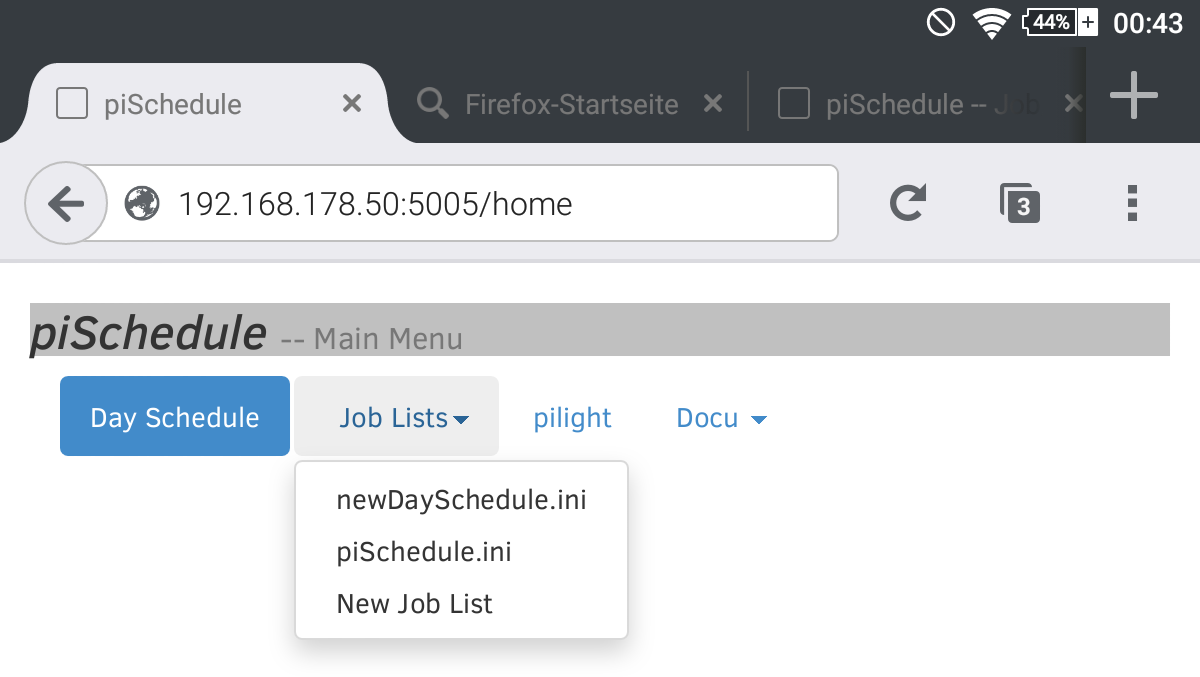 44% 00:43
piSchedule Firefox-Startseite piSchedule -- Job
192.168.178.50:5005/home 3
piSchedule -- Main Menu
Day Schedule Job Lists pilight Docu
newDaySchedule.ini
piSchedule.ini
New Job List